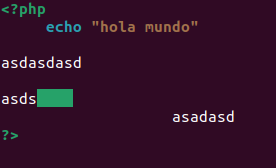 <?php
echo "hola mundo"
asdasdasd
asds
asadasd
?>